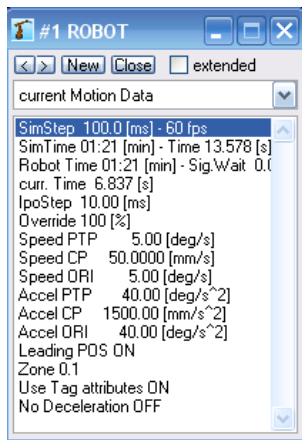 #1 ROBOT
< > New Close extended
current Motion Data
SimStep 100.0 [ms] - 60 fps
SimTime 01:21 [min] - Time 13.578 [s]
Robot Time 01:21 [min] - Sig.Wait 0.0
curr. Time 6.837 [s]
IpoStep 10.00 [ms]
Override 100 [%]
Speed PTP 5.00 [deg/s]
Speed CP 50.0000 [mm/s]
Speed ORI 5.00 [deg/s]
Accel PTP 40.00 [deg/s^2]
Accel CP 1500.00 [mm/s^2]
Accel ORI 40.00 [deg/s^2]
Leading POS ON
Zone 0.1
Use Tag attributes ON
No Deceleration OFF